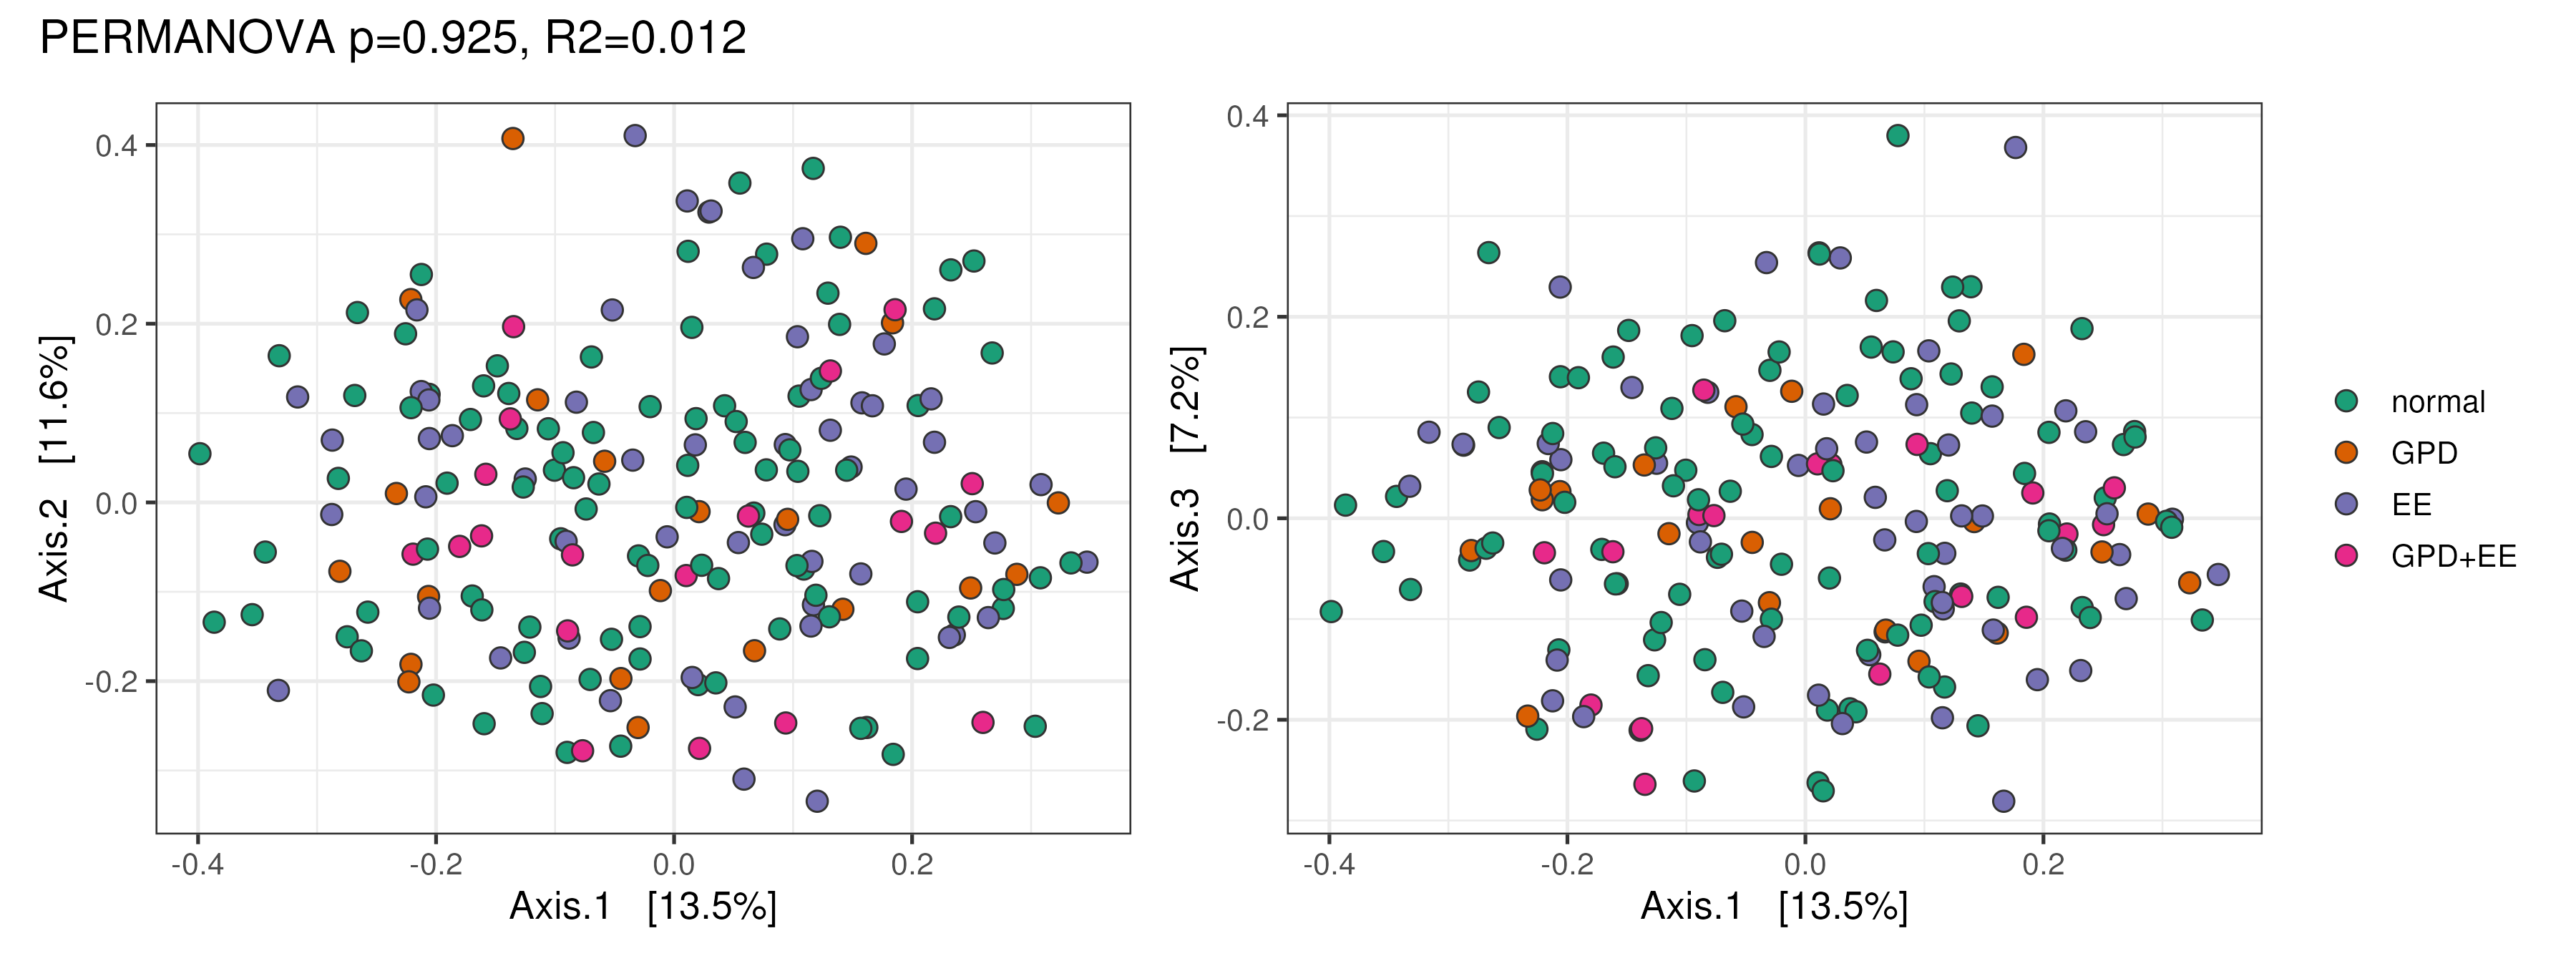 PERMANOVA p=0.925, R2=0.012
0.4
0.2
0.0
-0.2
Axis.2 [11.6%]
-0.4 -0.2 0.0 0.2
Axis.1 [13.5%]
0.4
0.2
0.0
-0.2
Axis.3 [7.2%]
-0.4 -0.2 0.0 0.2
Axis.1 [13.5%]
normal
GPD
EE
GPD+EE